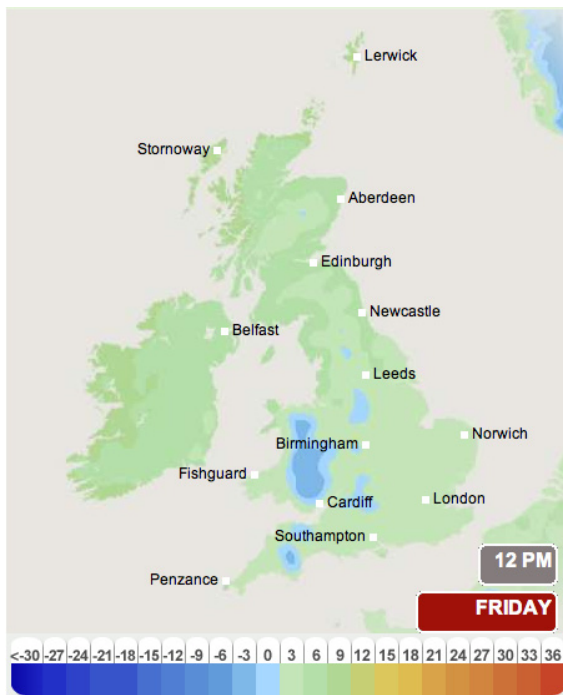 Lerwick
Stornoway
Aberdeen
Edinburgh
Newcastle
Belfast
Leeds
Norwich
Birmingham
Fishguard
London
Cardiff
Southampton
12 PM
Penzance
FRIDAY
<-30 -27 -24 -21 -18 -15 -12 -9 -6 -3 0 3 6 9 12 15 18 21 24 27 30 33 36